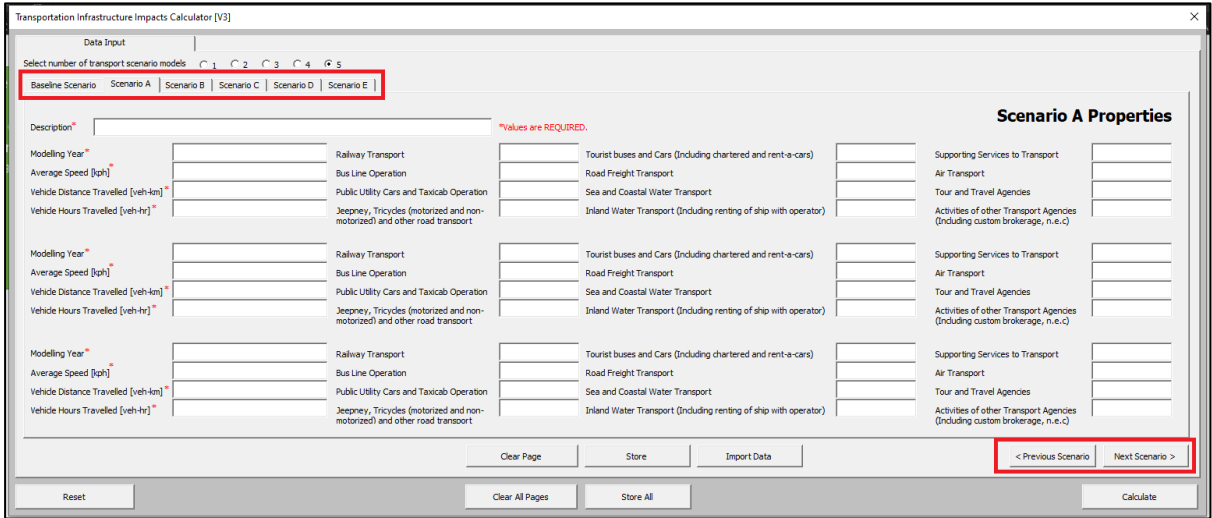 Transportation Infrastructure Impacts Calculator [V3]
Data Input
Select number of transport scenario models 1 2 3 4 5
Baseline Scenario Scenario A Scenario B Scenario C Scenario D Scenario E
Scenario A Properties
Description* *Values are REQUIRED.
Modelling Year* Railway Transport Tourist buses and Cars (Including chartered and rent-a-cars) Supporting Services to Transport
Average Speed [kph]* Bus Line Operation Road Freight Transport Air Transport
Vehicle Distance Travelled [veh-km]* Public Utility Cars and Taxicab Operation Sea and Coastal Water Transport Tour and Travel Agencies
Vehicle Hours Travelled [veh-hr]* Jeepney, Tricycles (motorized and non- Inland Water Transport (Including renting of ship with operator) Activities of other Transport Agencies
motorized) and other road transport (Including custom brokerage, n.e.c)
Modelling Year* Railway Transport Tourist buses and Cars (Including chartered and rent-a-cars) Supporting Services to Transport
Average Speed [kph]* Bus Line Operation Road Freight Transport Air Transport
Vehicle Distance Travelled [veh-km]* Public Utility Cars and Taxicab Operation Sea and Coastal Water Transport Tour and Travel Agencies
Vehicle Hours Travelled [veh-hr]* Jeepney, Tricycles (motorized and non- Inland Water Transport (Including renting of ship with operator) Activities of other Transport Agencies
motorized) and other road transport (Including custom brokerage, n.e.c)
Modelling Year* Railway Transport Tourist buses and Cars (Including chartered and rent-a-cars) Supporting Services to Transport
Average Speed [kph]* Bus Line Operation Road Freight Transport Air Transport
Vehicle Distance Travelled [veh-km]* Public Utility Cars and Taxicab Operation Sea and Coastal Water Transport Tour and Travel Agencies
Vehicle Hours Travelled [veh-hr]* Jeepney, Tricycles (motorized and non- Inland Water Transport (Including renting of ship with operator) Activities of other Transport Agencies
motorized) and other road transport (Including custom brokerage, n.e.c)
Clear Page Store Import Data < Previous Scenario Next Scenario >
Reset Clear All Pages Store All Calculate